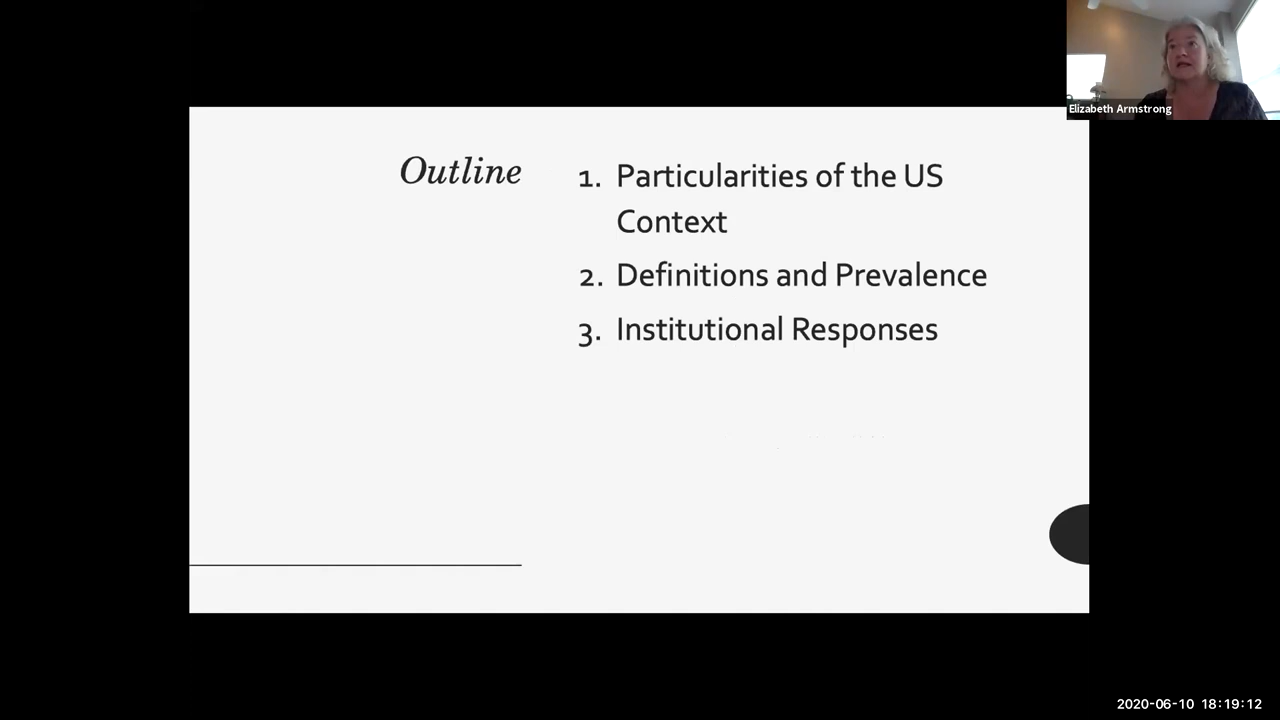 Elizabeth Armstrong
Outline
1. Particularities of the US
Context
2. Definitions and Prevalence
3. Institutional Responses
2020-06-10 18:19:12